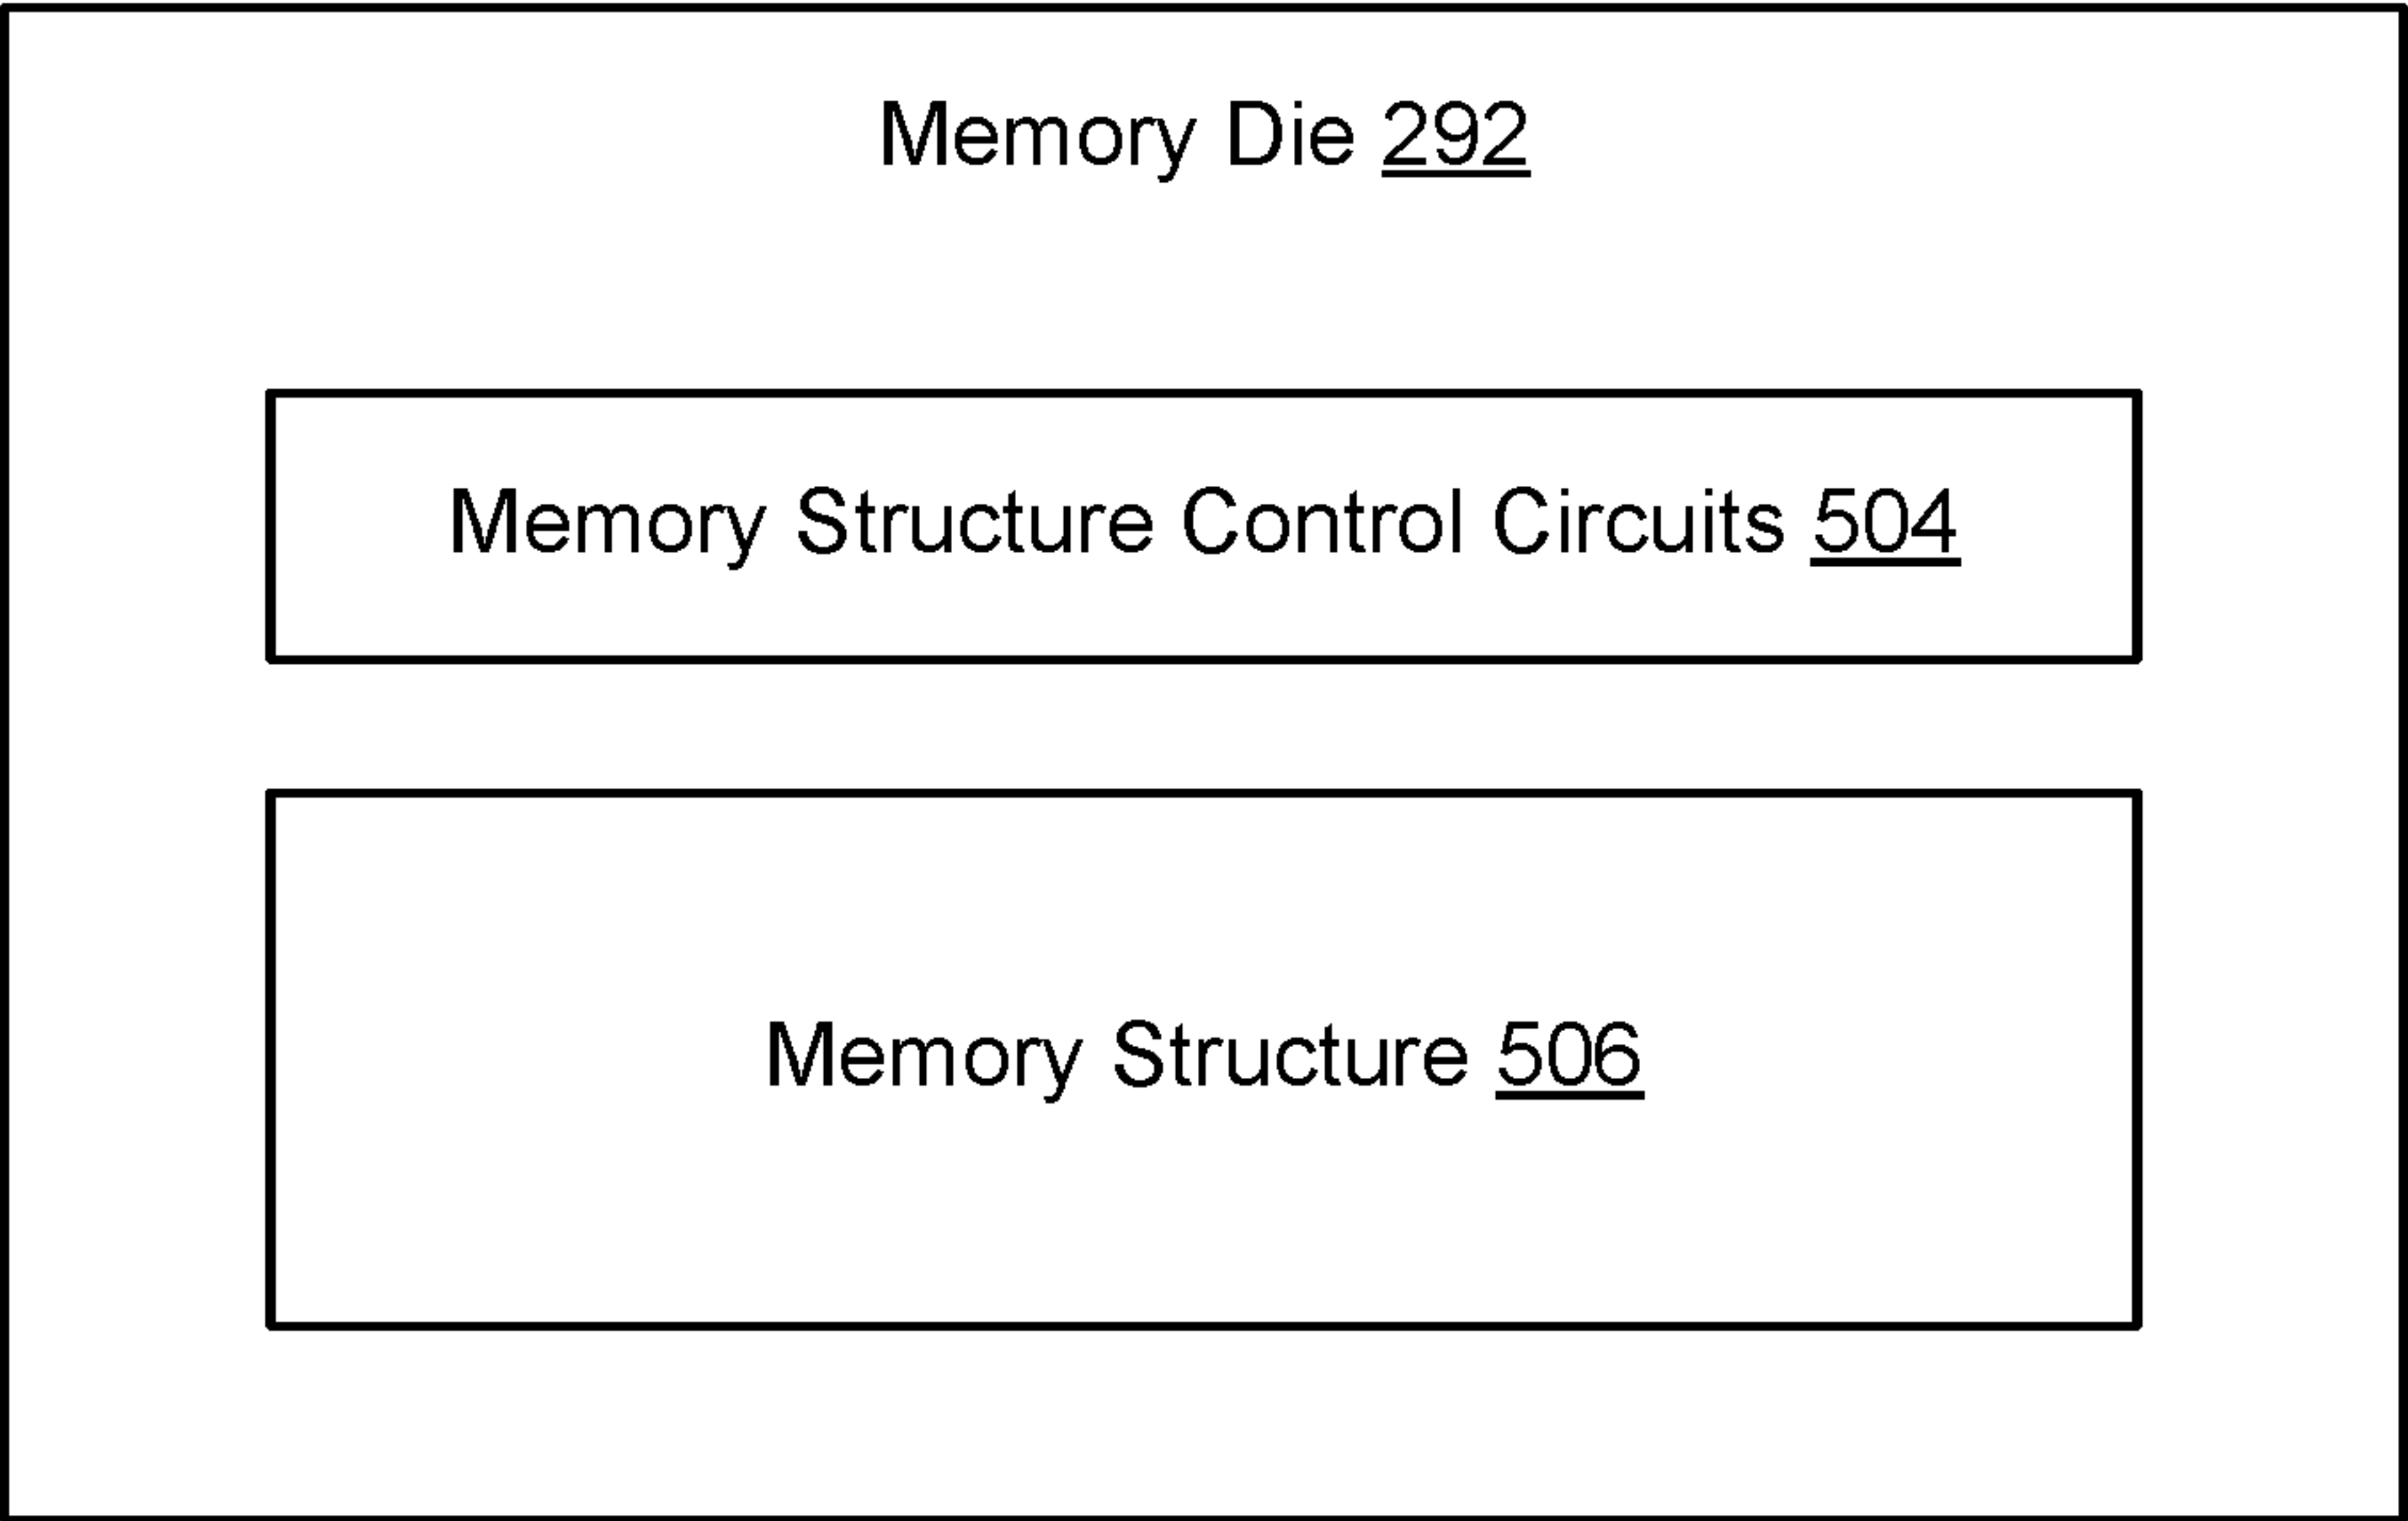 Memory Die 292
Memory Structure Control Circuits 504
Memory Structure 506